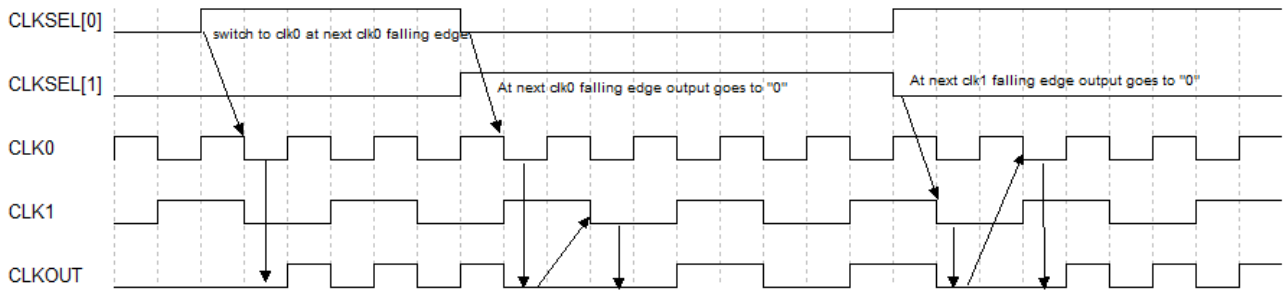 CLKSEL[0]
switch to clk0 at next clk0 falling edge
CLKSEL[1]
At next clk0 falling edge output goes to "0"
At next clk1 falling edge output goes to "0"
CLK0
CLK1
CLKOUT